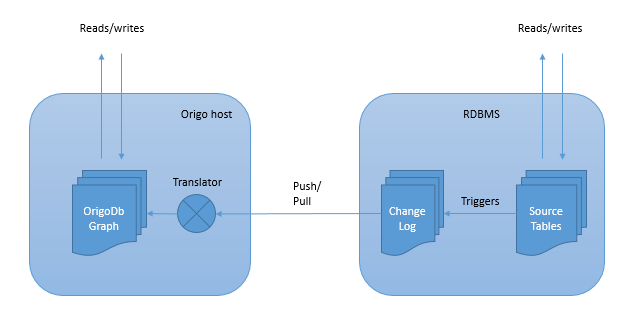 Reads/writes
Reads/writes
Origo host
RDBMS
Translator
Push/
Pull
OrigoDb
Graph
Change
Log
Triggers
Source
Tables